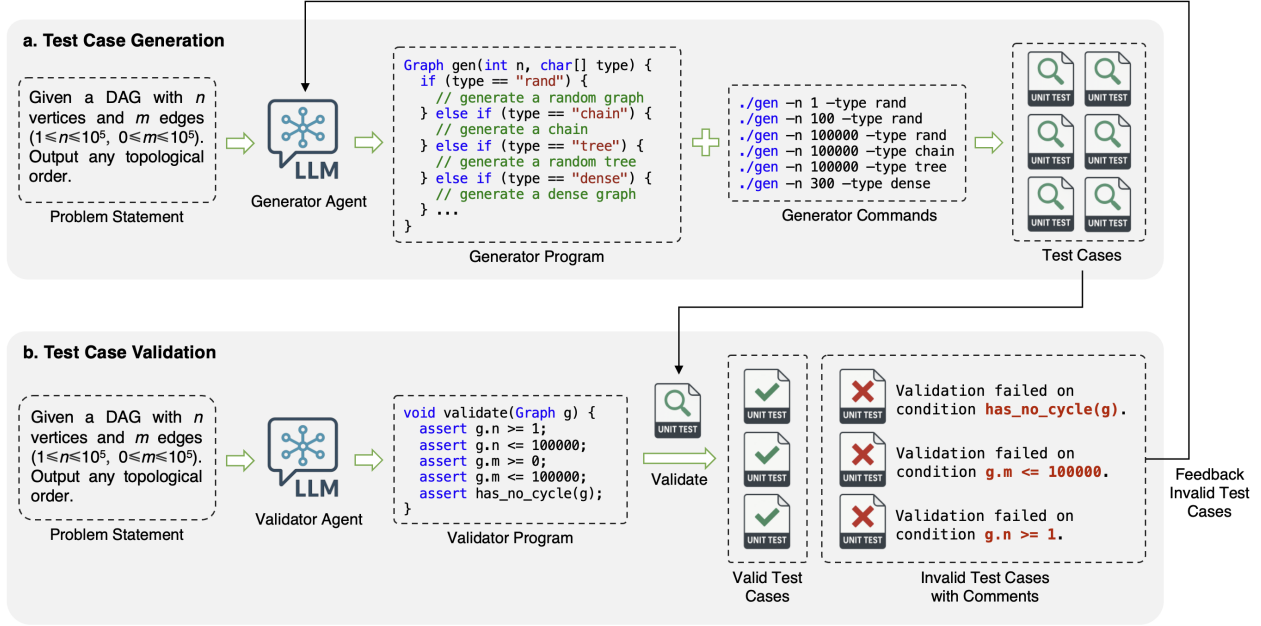 a. Test Case Generation
Given a DAG with n
vertices and m edges
(1⩽n⩽10⁵, 0⩽m⩽10⁵).
Output any topological
order.
Problem Statement
LLM
Generator Agent
Graph gen(int n, char[] type) {
if (type == "rand") {
// generate a random graph
} else if (type == "chain") {
// generate a chain
} else if (type == "tree") {
// generate a random tree
} else if (type == "dense") {
// generate a dense graph
} ...
}
Generator Program
./gen –n 1 –type rand
./gen –n 100 –type rand
./gen –n 100000 –type rand
./gen –n 100000 –type chain
./gen –n 100000 –type tree
./gen –n 300 –type dense
Generator Commands
UNIT TEST
UNIT TEST
UNIT TEST
UNIT TEST
UNIT TEST
UNIT TEST
Test Cases
b. Test Case Validation
Given a DAG with n
vertices and m edges
(1⩽n⩽10⁵, 0⩽m⩽10⁵).
Output any topological
order.
Problem Statement
LLM
Validator Agent
void validate(Graph g) {
assert g.n >= 1;
assert g.n <= 100000;
assert g.m >= 0;
assert g.m <= 100000;
assert has_no_cycle(g);
}
Validator Program
UNIT TEST
Validate
UNIT TEST
UNIT TEST
UNIT TEST
Valid Test
Cases
UNIT TEST
Validation failed on
condition has_no_cycle(g).
UNIT TEST
Validation failed on
condition g.m <= 100000.
UNIT TEST
Validation failed on
condition g.n >= 1.
Invalid Test Cases
with Comments
Feedback
Invalid Test
Cases